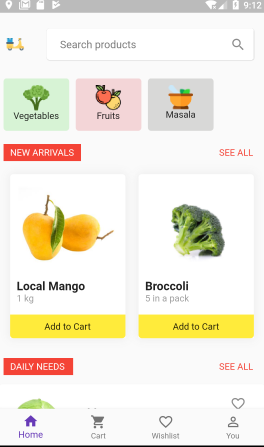 9:12
Search products
Vegetables
Fruits
Masala
NEW ARRIVALS
SEE ALL
Local Mango
1 kg
Add to Cart
Broccoli
5 in a pack
Add to Cart
DAILY NEEDS
SEE ALL
Home
Cart
Wishlist
You